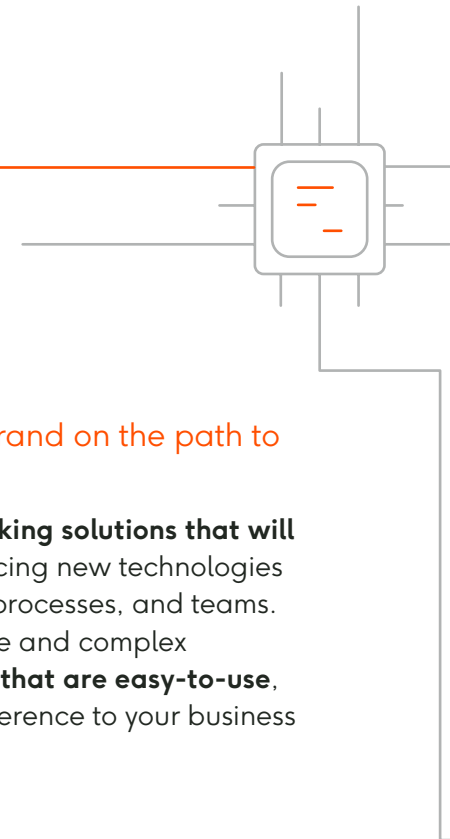 rand on the path to
king solutions that will
cing new technologies
processes, and teams.
e and complex
that are easy-to-use,
erence to your business